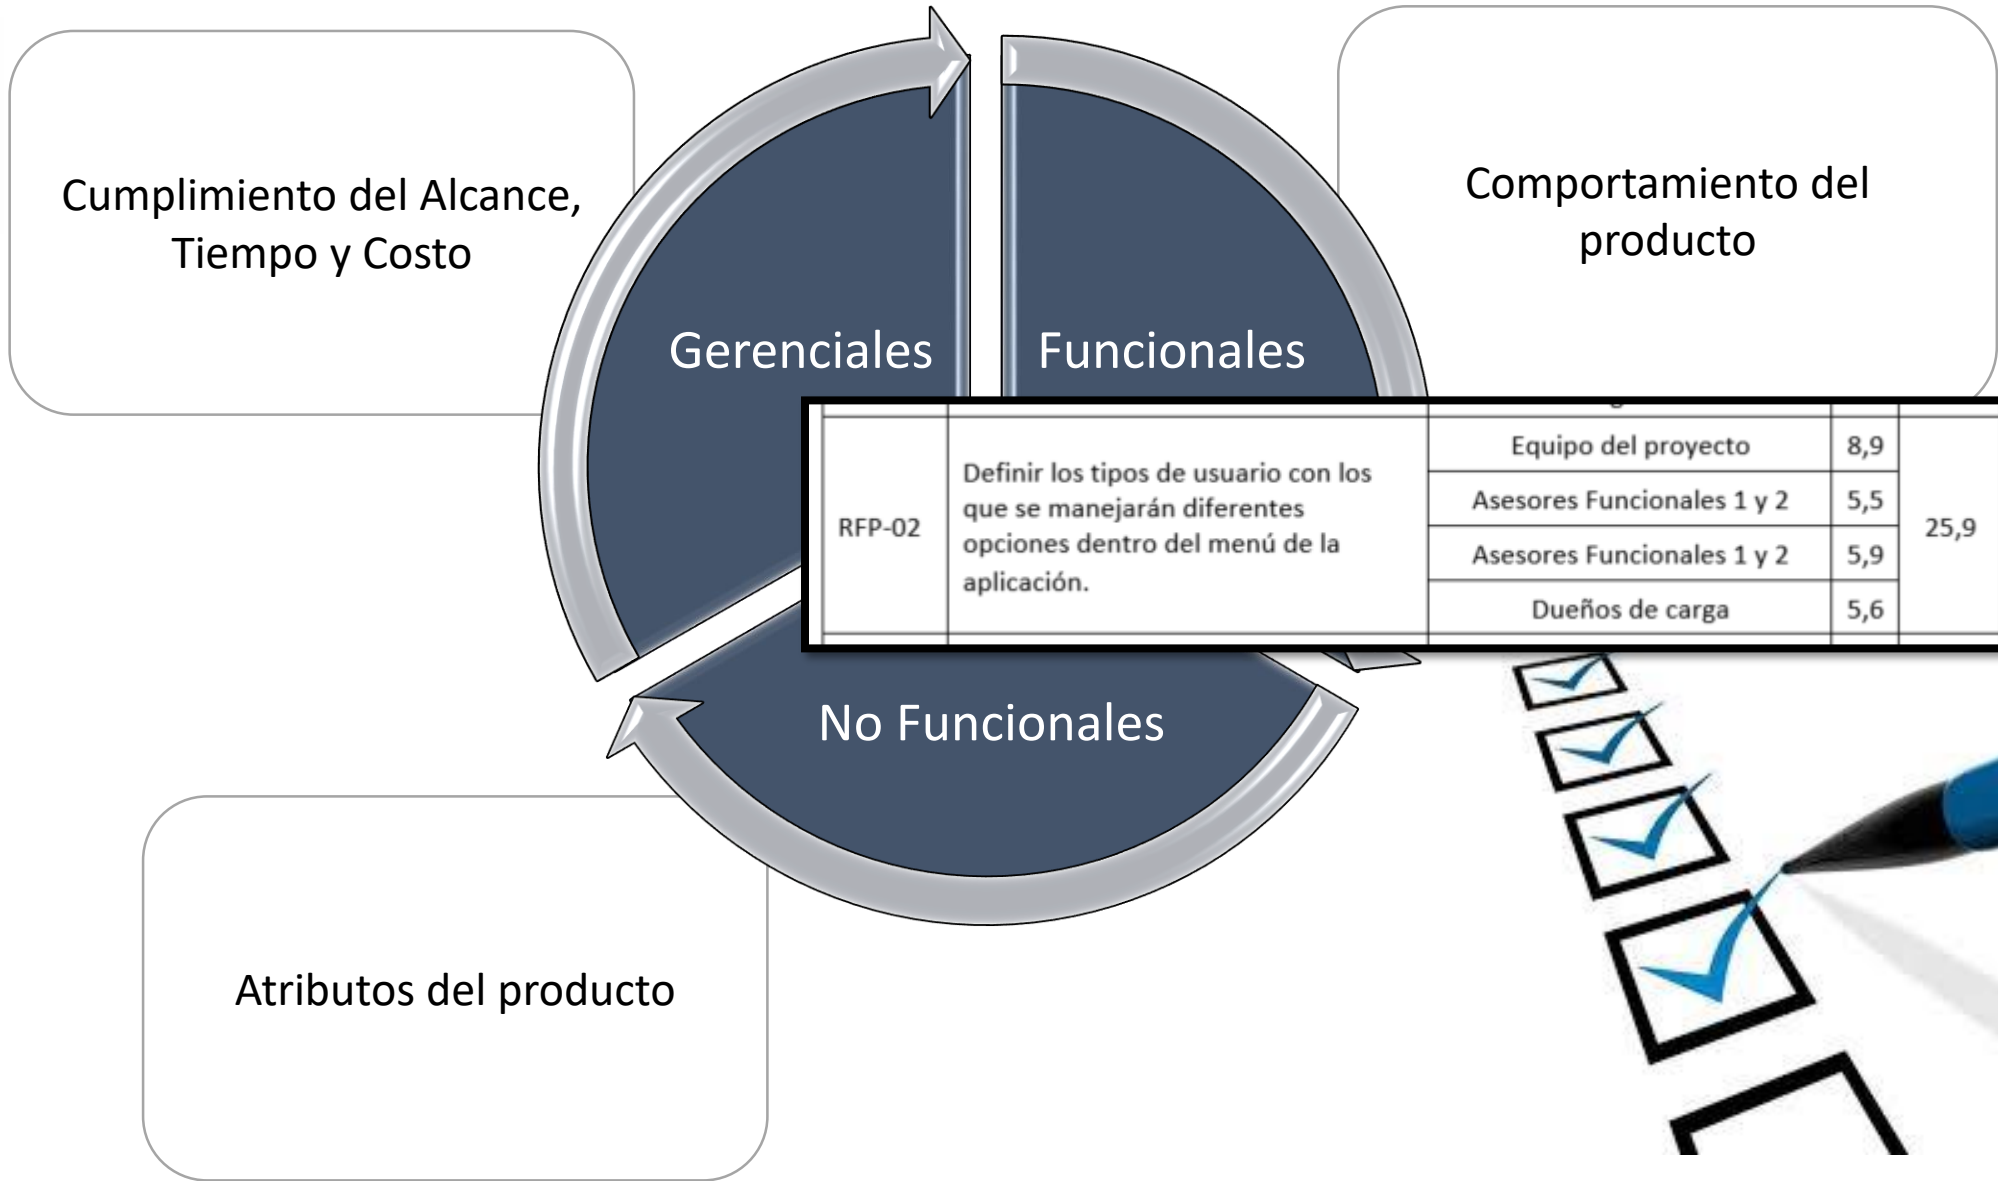 Cumplimiento del Alcance,
Tiempo y Costo
Comportamiento del
producto
Gerenciales
Funcionales
RFP-02
Definir los tipos de usuario con los
que se manejarán diferentes
opciones dentro del menú de la
aplicación.
Equipo del proyecto 8,9
Asesores Funcionales 1 y 2 5,5
Asesores Funcionales 1 y 2 5,9
Dueños de carga 5,6
25,9
No Funcionales
Atributos del producto